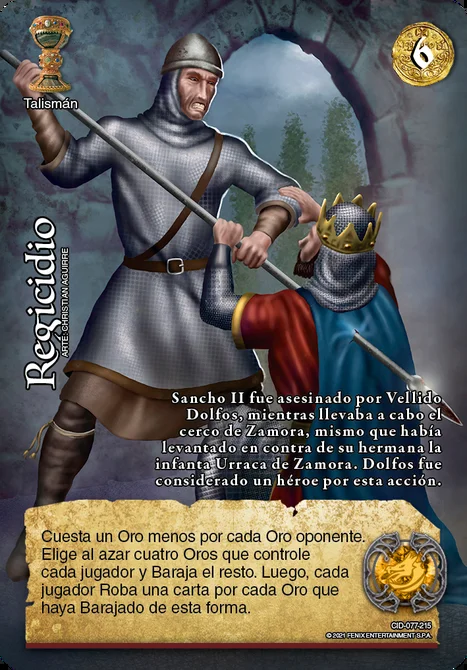 6
Talismán
Regicidio
ARTE: CHRISTIAN AGUIRRE
Sancho II fue asesinado por Vellido
Dolfos, mientras llevaba a cabo el
cerco de Zamora, mismo que había
levantado en contra de su hermana la
infanta Urraca de Zamora. Dolfos fue
considerado un héroe por esta acción.
Cuesta un Oro menos por cada Oro oponente.
Elige al azar cuatro Oros que controle
cada jugador y Baraja el resto. Luego, cada
jugador Roba una carta por cada Oro que
haya Barajado de esta forma.
CID-077-215
© 2021 FENIX ENTERTAINMENT S.P.A.